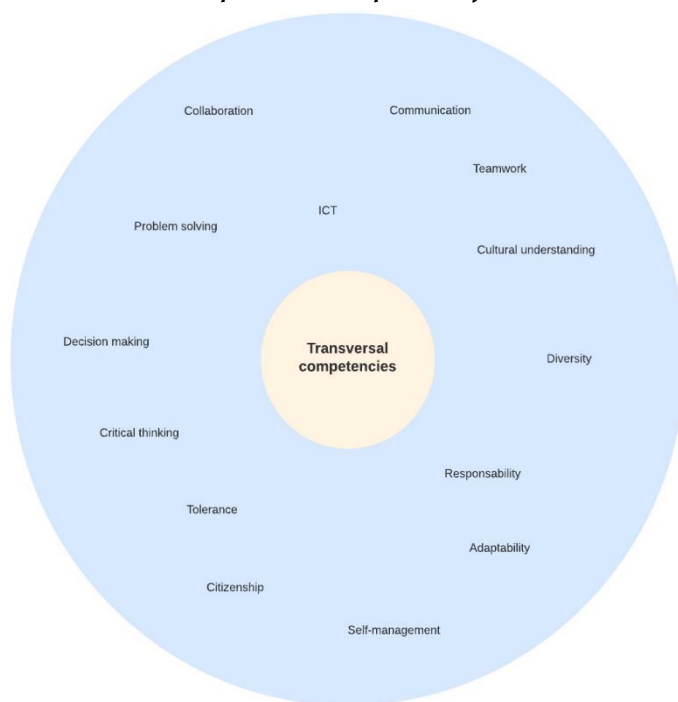 Collaboration
Communication
Teamwork
ICT
Problem solving
Cultural understanding
Decision making
Transversal
competencies
Diversity
Critical thinking
Responsability
Tolerance
Adaptability
Citizenship
Self-management